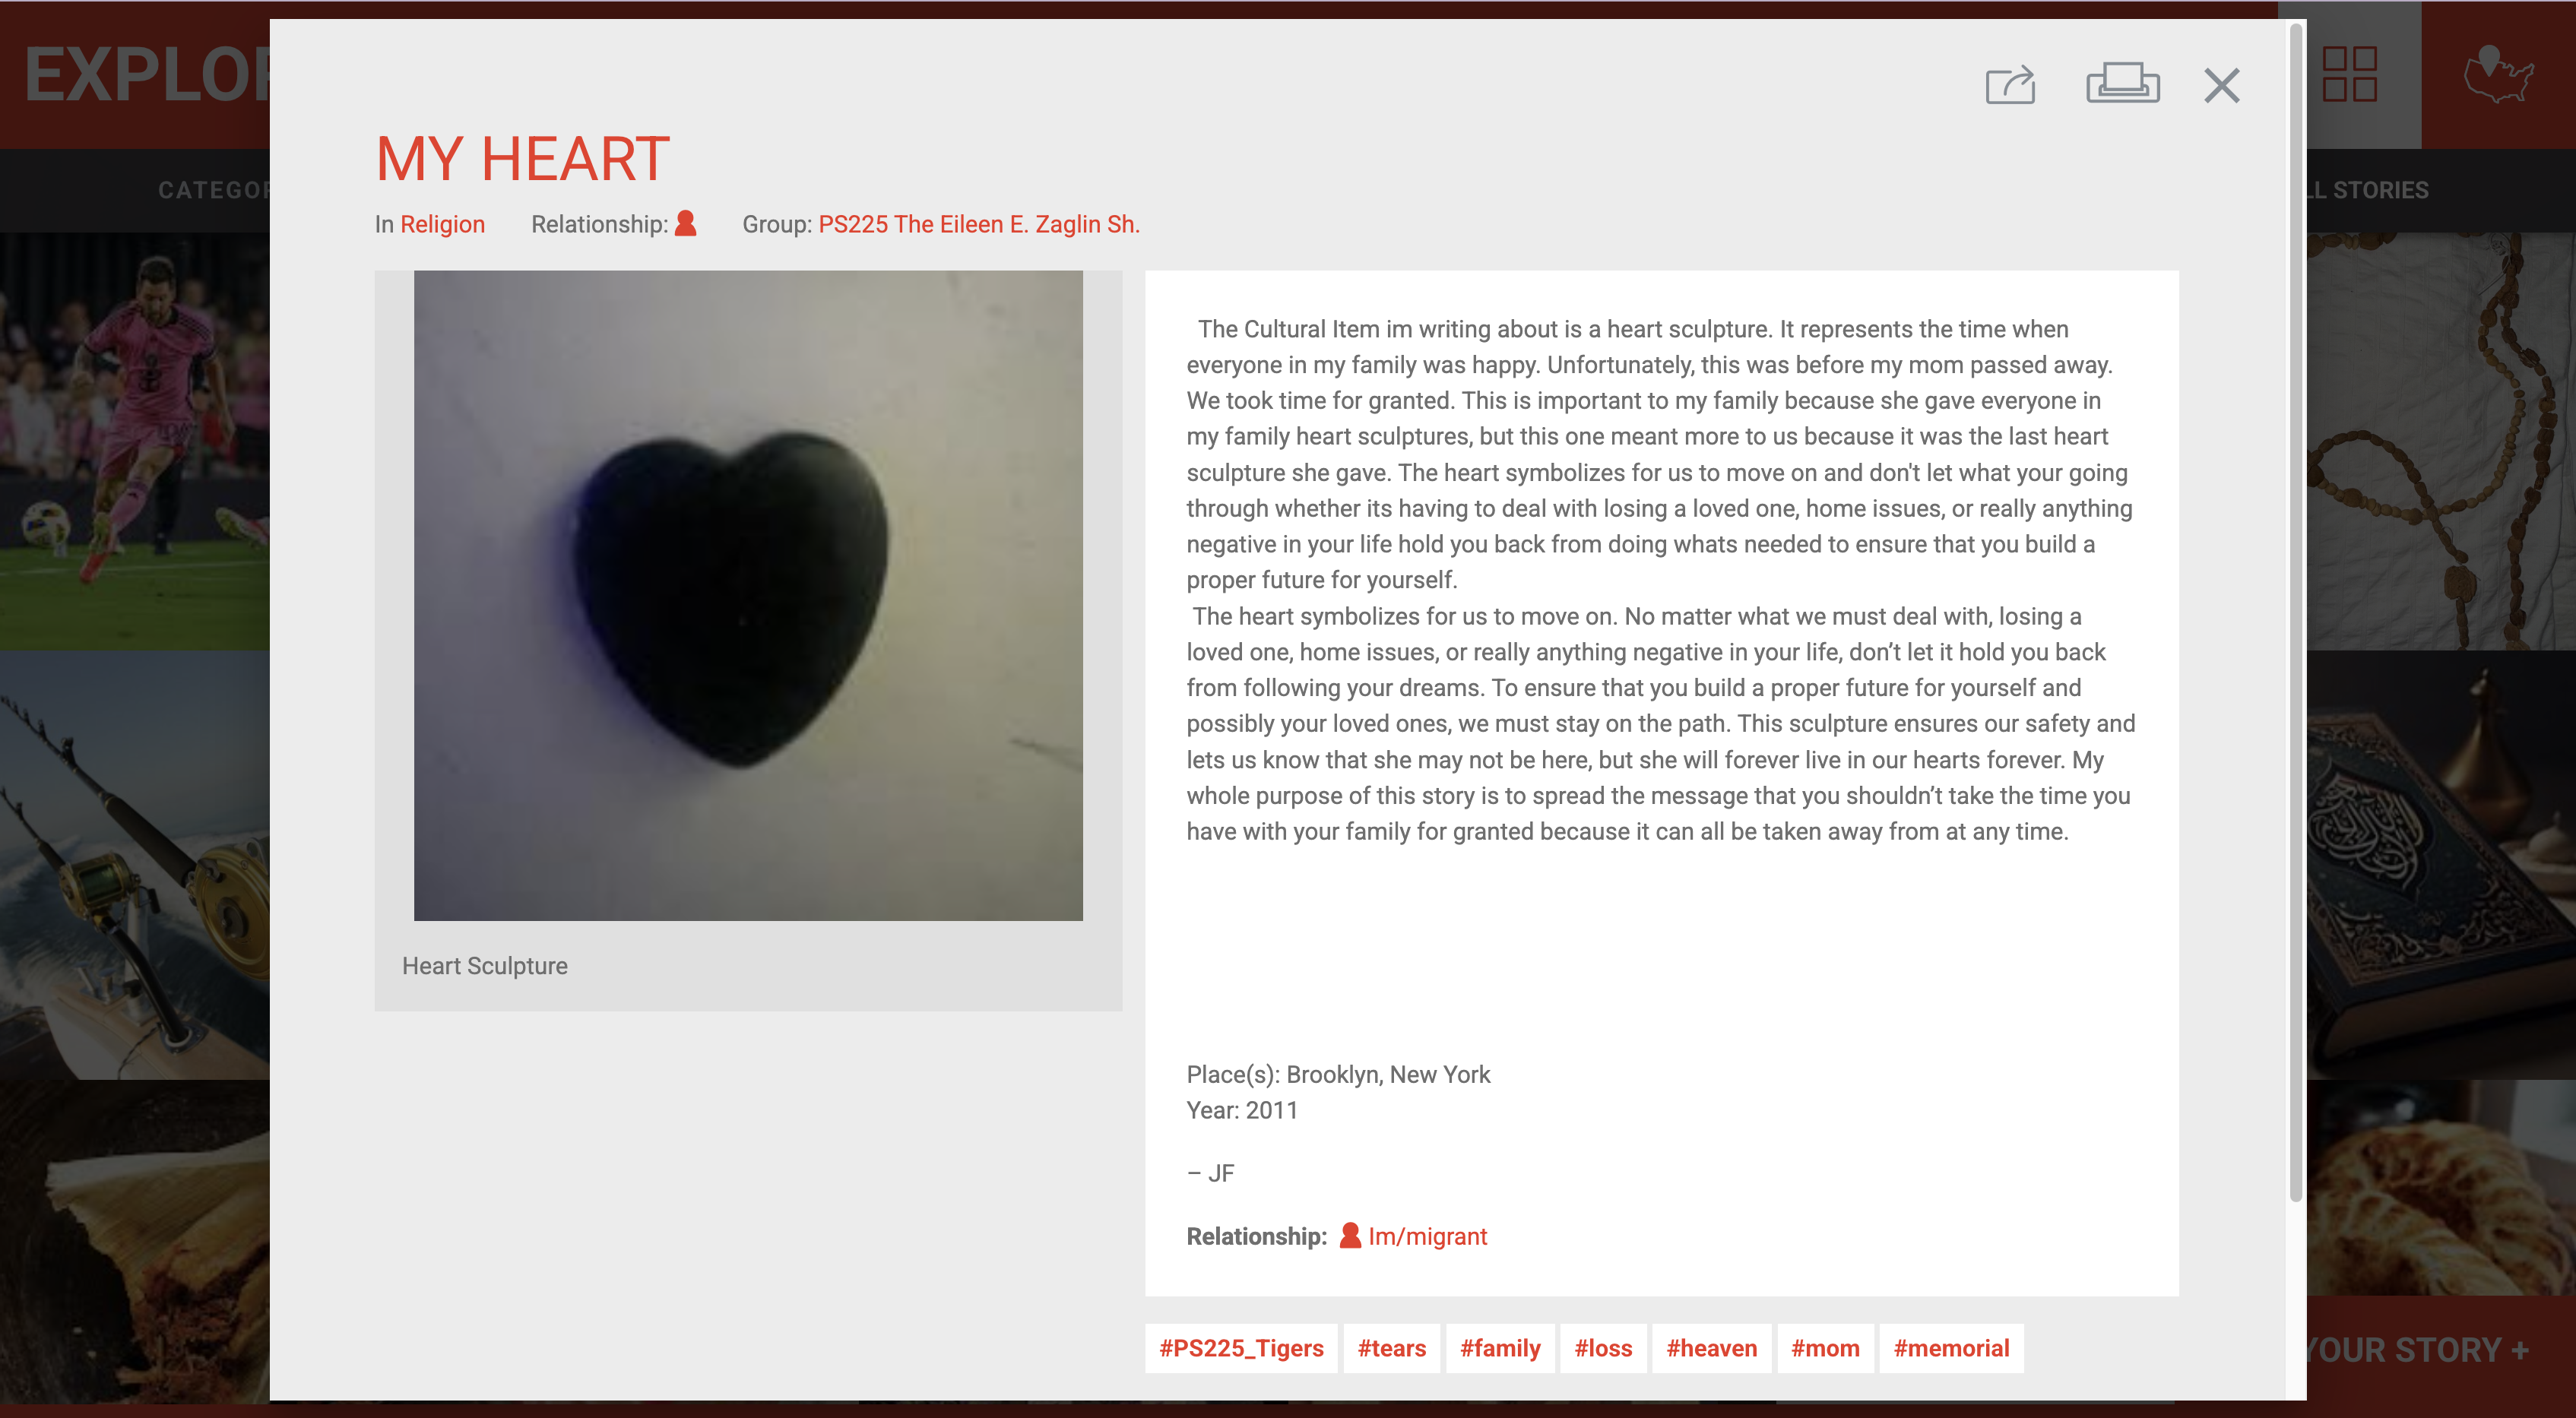 EXPLOR
CATEGOR
LL STORIES
MY HEART
In Religion Relationship: Group: PS225 The Eileen E. Zaglin Sh.
Heart Sculpture
The Cultural Item im writing about is a heart sculpture. It represents the time when
everyone in my family was happy. Unfortunately, this was before my mom passed away.
We took time for granted. This is important to my family because she gave everyone in
my family heart sculptures, but this one meant more to us because it was the last heart
sculpture she gave. The heart symbolizes for us to move on and don't let what your going
through whether its having to deal with losing a loved one, home issues, or really anything
negative in your life hold you back from doing whats needed to ensure that you build a
proper future for yourself.
The heart symbolizes for us to move on. No matter what we must deal with, losing a
loved one, home issues, or really anything negative in your life, don’t let it hold you back
from following your dreams. To ensure that you build a proper future for yourself and
possibly your loved ones, we must stay on the path. This sculpture ensures our safety and
lets us know that she may not be here, but she will forever live in our hearts forever. My
whole purpose of this story is to spread the message that you shouldn’t take the time you
have with your family for granted because it can all be taken away from at any time.
Place(s): Brooklyn, New York
Year: 2011
– JF
Relationship: Im/migrant
#PS225_Tigers #tears #family #loss #heaven #mom #memorial
YOUR STORY +